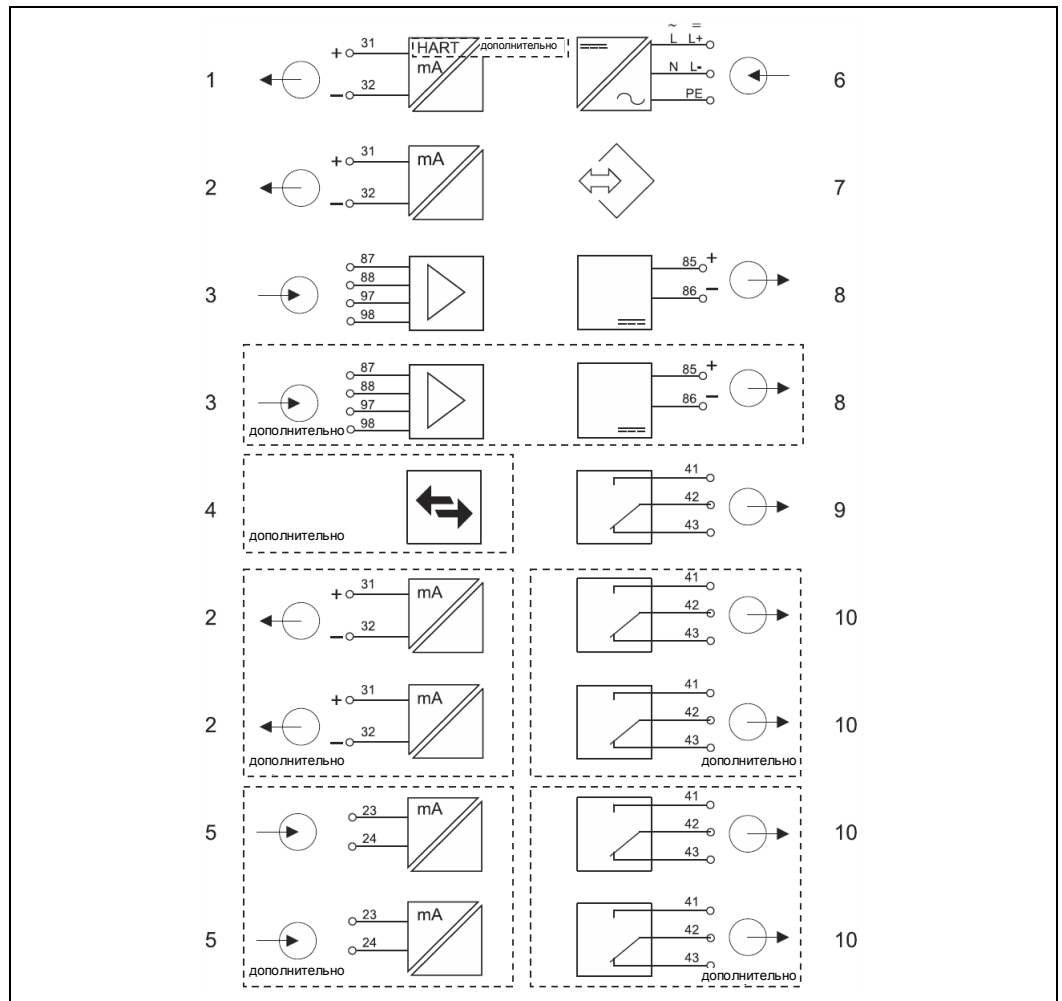 ~ =
31 HART дополнительно L L+
1 + mA N L- 6
– 32 PE
31
2 + mA 7
– 32
87 85 +
3 88 8
97 86 –
98
87 85 +
3 88 8
97 86 –
дополнительно 98
41
4 42 9
дополнительно 43
31 41
2 + mA 42 10
– 32 43
31 41
2 + mA 42 10
– 32 43
дополнительно дополнительно
23 41
5 mA 42 10
24 43
23 41
5 mA 42 10
24 43
дополнительно дополнительно